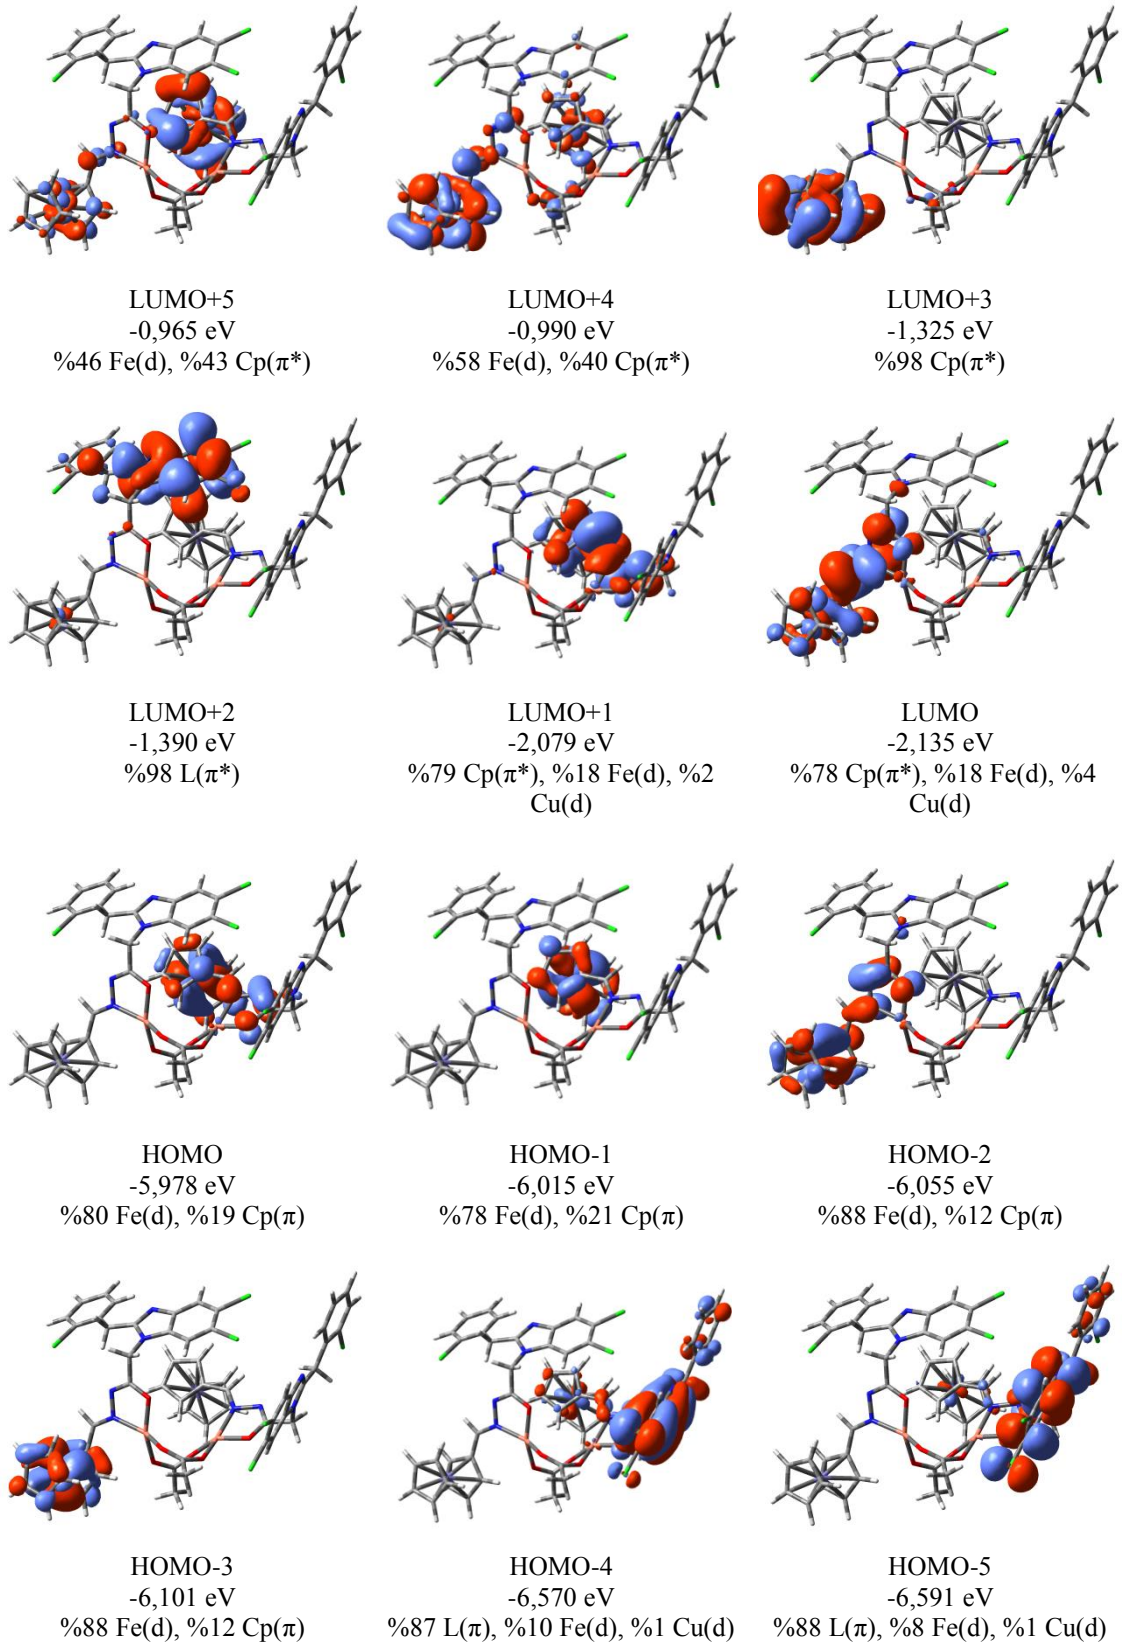 LUMO+5
-0,965 eV
%46 Fe(d), %43 Cp(π*)
LUMO+4
-0,990 eV
%58 Fe(d), %40 Cp(π*)
LUMO+3
-1,325 eV
%98 Cp(π*)
LUMO+2
-1,390 eV
%98 L(π*)
LUMO+1
-2,079 eV
%79 Cp(π*), %18 Fe(d), %2
Cu(d)
LUMO
-2,135 eV
%78 Cp(π*), %18 Fe(d), %4
Cu(d)
HOMO
-5,978 eV
%80 Fe(d), %19 Cp(π)
HOMO-1
-6,015 eV
%78 Fe(d), %21 Cp(π)
HOMO-2
-6,055 eV
%88 Fe(d), %12 Cp(π)
HOMO-3
-6,101 eV
%88 Fe(d), %12 Cp(π)
HOMO-4
-6,570 eV
%87 L(π), %10 Fe(d), %1 Cu(d)
HOMO-5
-6,591 eV
%88 L(π), %8 Fe(d), %1 Cu(d)